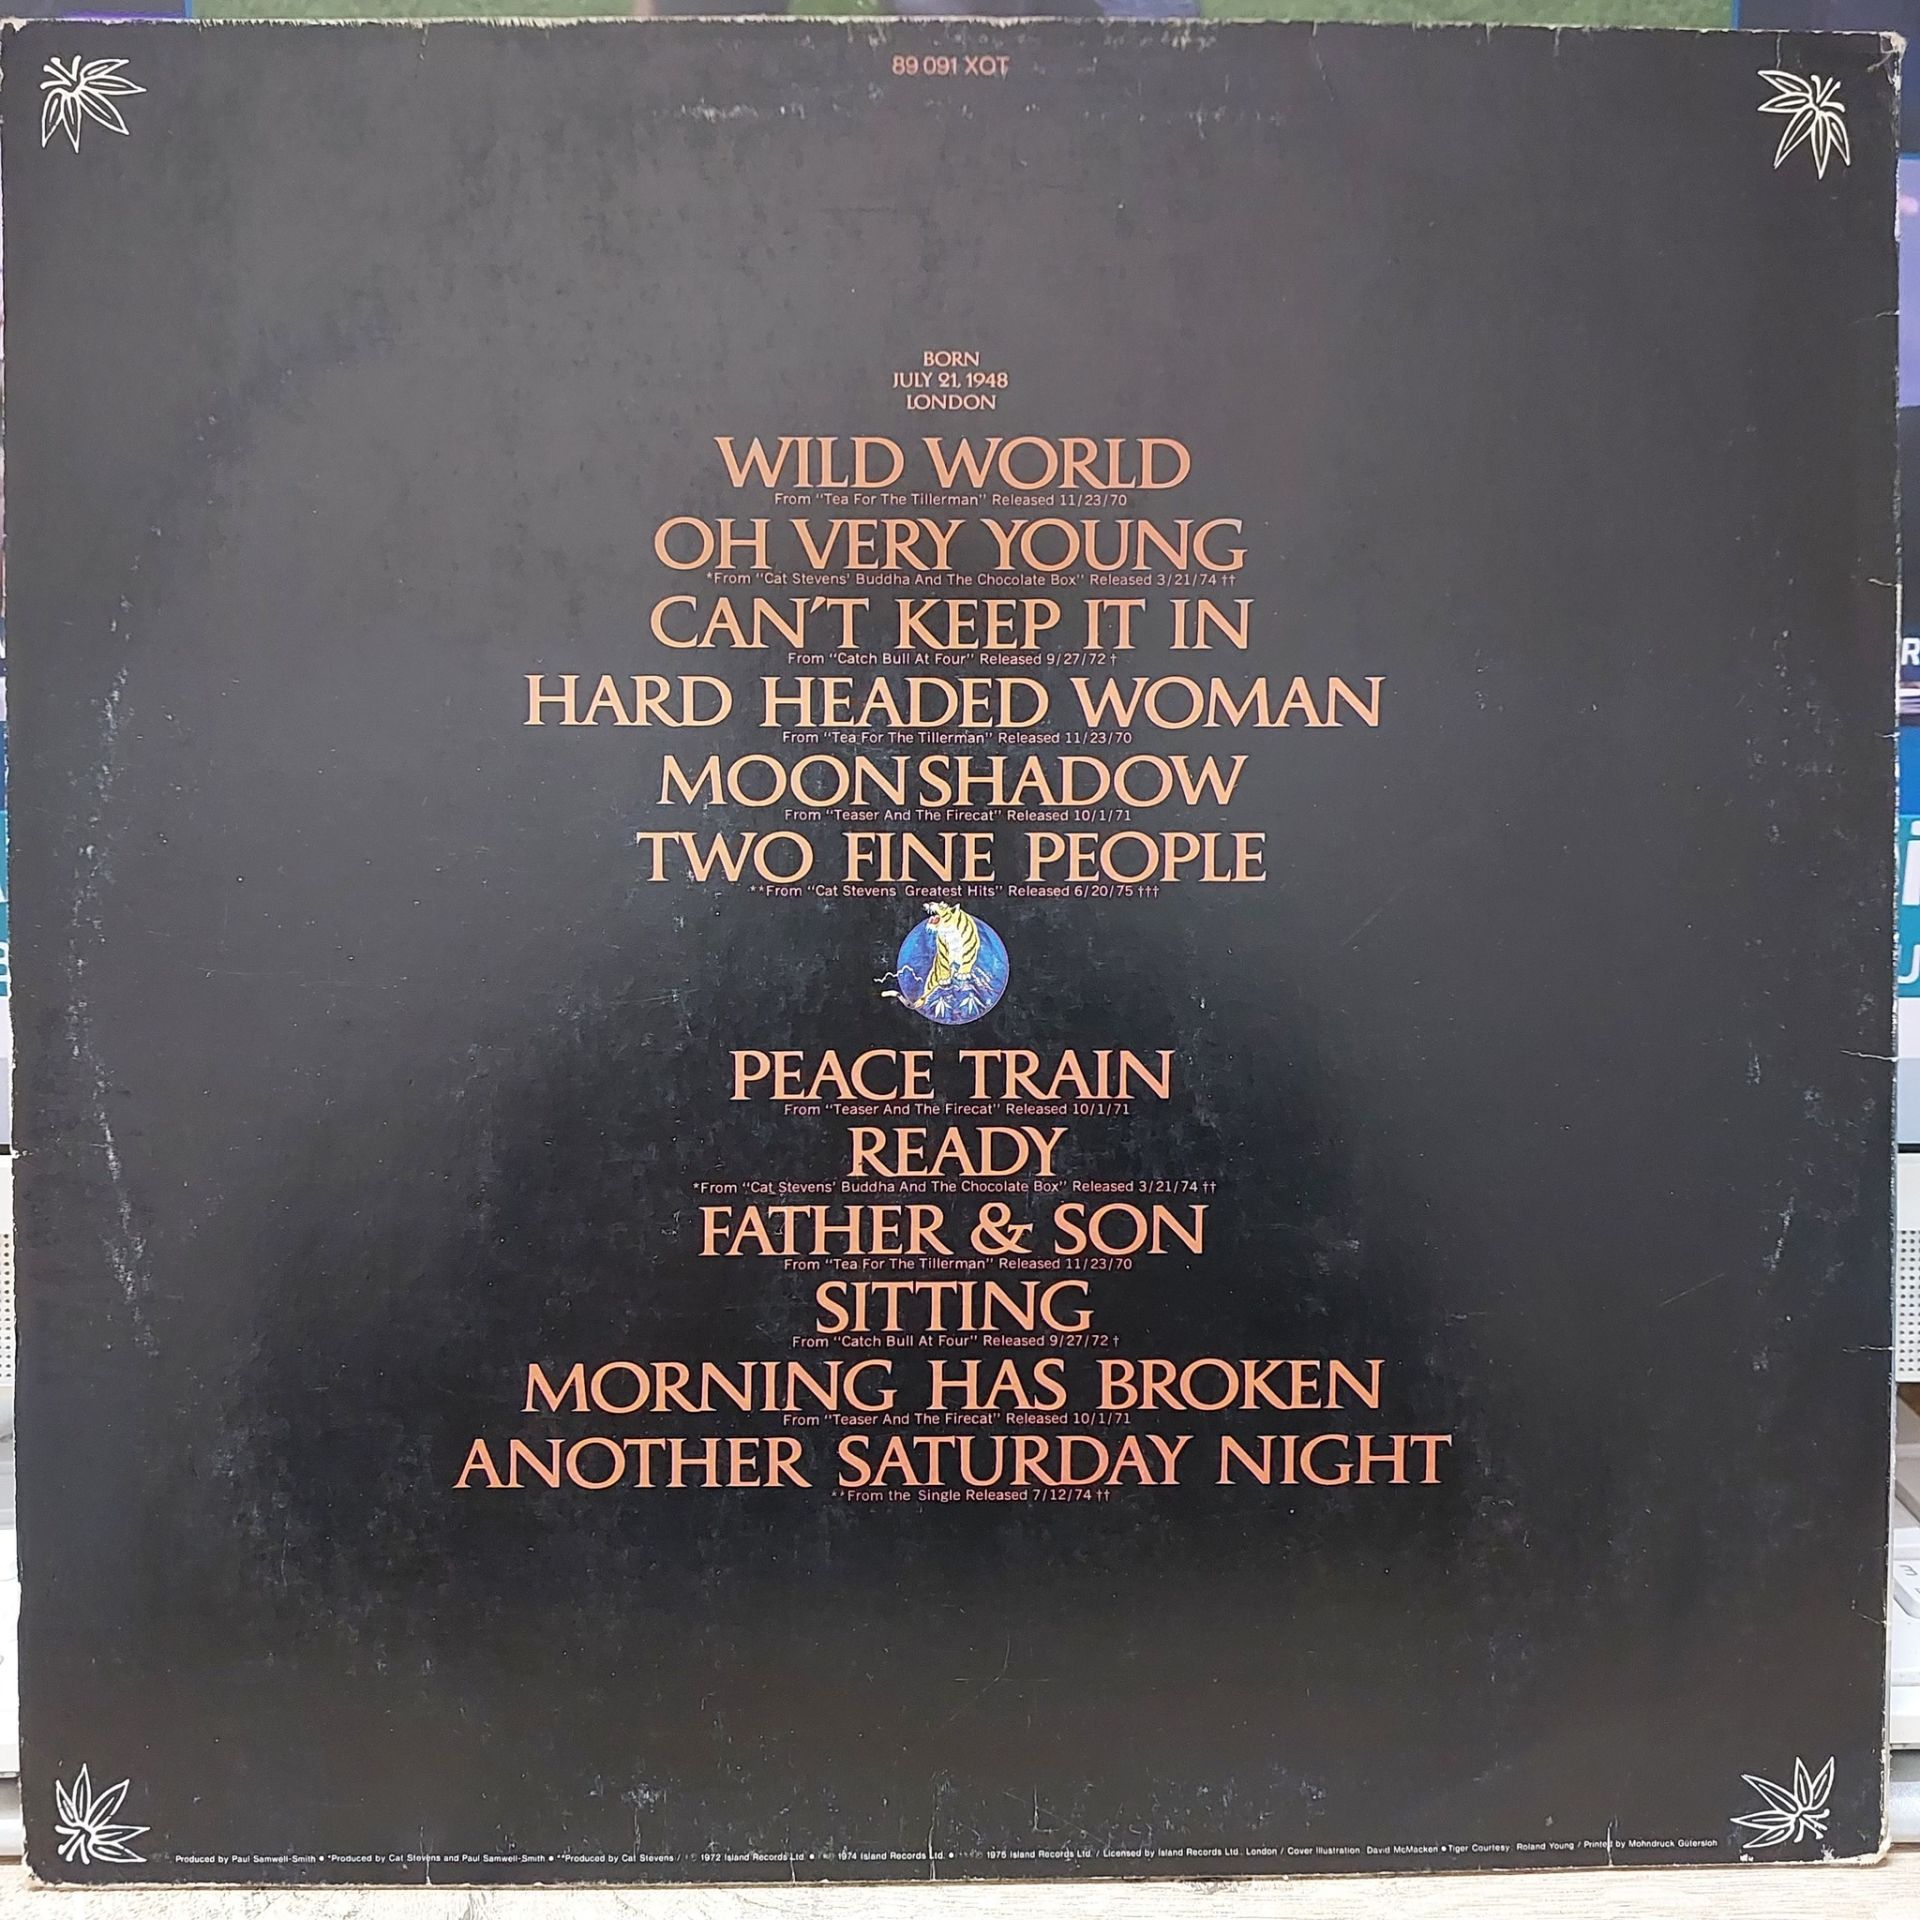 89 091 XOT
BORN
JULY 21, 1948
LONDON
WILD WORLD
From "Tea For The Tillerman" Released 11/23/70
OH VERY YOUNG
*From "Cat Stevens' Buddha And The Chocolate Box" Released 3/21/74 ††
CAN'T KEEP IT IN
From "Catch Bull At Four" Released 9/27/72 †
HARD HEADED WOMAN
From "Tea For The Tillerman" Released 11/23/70
MOONSHADOW
From "Teaser And The Firecat" Released 10/1/71
TWO FINE PEOPLE
**From "Cat Stevens Greatest Hits" Released 6/20/75 †††
PEACE TRAIN
From "Teaser And The Firecat" Released 10/1/71
READY
*From "Cat Stevens' Buddha And The Chocolate Box" Released 3/21/74 ††
FATHER & SON
From "Tea For The Tillerman" Released 11/23/70
SITTING
From "Catch Bull At Four" Released 9/27/72 †
MORNING HAS BROKEN
From "Teaser And The Firecat" Released 10/1/71
ANOTHER SATURDAY NIGHT
**From the Single Released 7/12/74 ††
Produced by Paul Samwell-Smith • *Produced by Cat Stevens and Paul Samwell-Smith • **Produced by Cat Stevens / 1972 Island Records Ltd. • 1974 Island Records Ltd. • 1975 Island Records Ltd. / Licensed by Island Records Ltd. London / Cover Illustration David McMacken • Tiger Courtesy Roland Young / Printed by Mohndruck Gütersloh